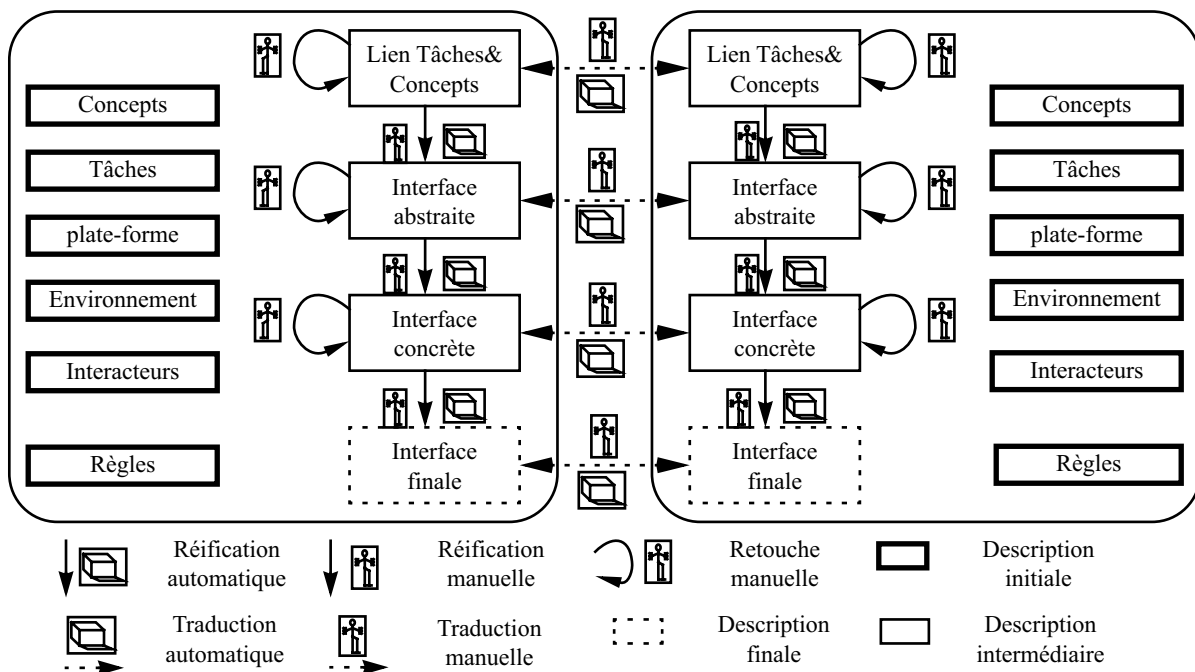 Concepts
Tâches
plate-forme
Environnement
Interacteurs
Règles
Lien Tâches&
Concepts
Interface
abstraite
Interface
concrète
Interface
finale
Lien Tâches&
Concepts
Interface
abstraite
Interface
concrète
Interface
finale
Concepts
Tâches
plate-forme
Environnement
Interacteurs
Règles
Réification
automatique
Réification
manuelle
Retouche
manuelle
Description
initiale
Traduction
automatique
Traduction
manuelle
Description
finale
Description
intermédiaire